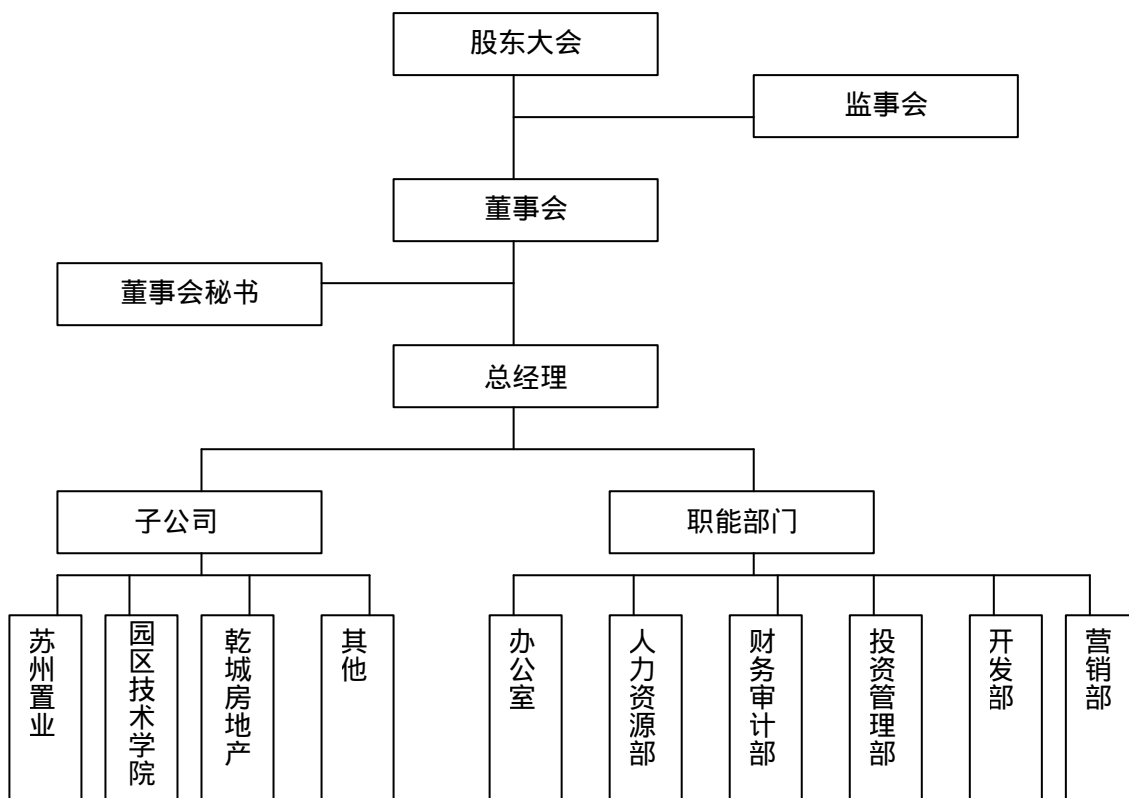 股东大会
监事会
董事会
董事会秘书
总经理
子公司
职能部门
苏州置业
园区技术学院
乾城房地产
其他
办公室
人力资源部
财务审计部
投资管理部
开发部
营销部